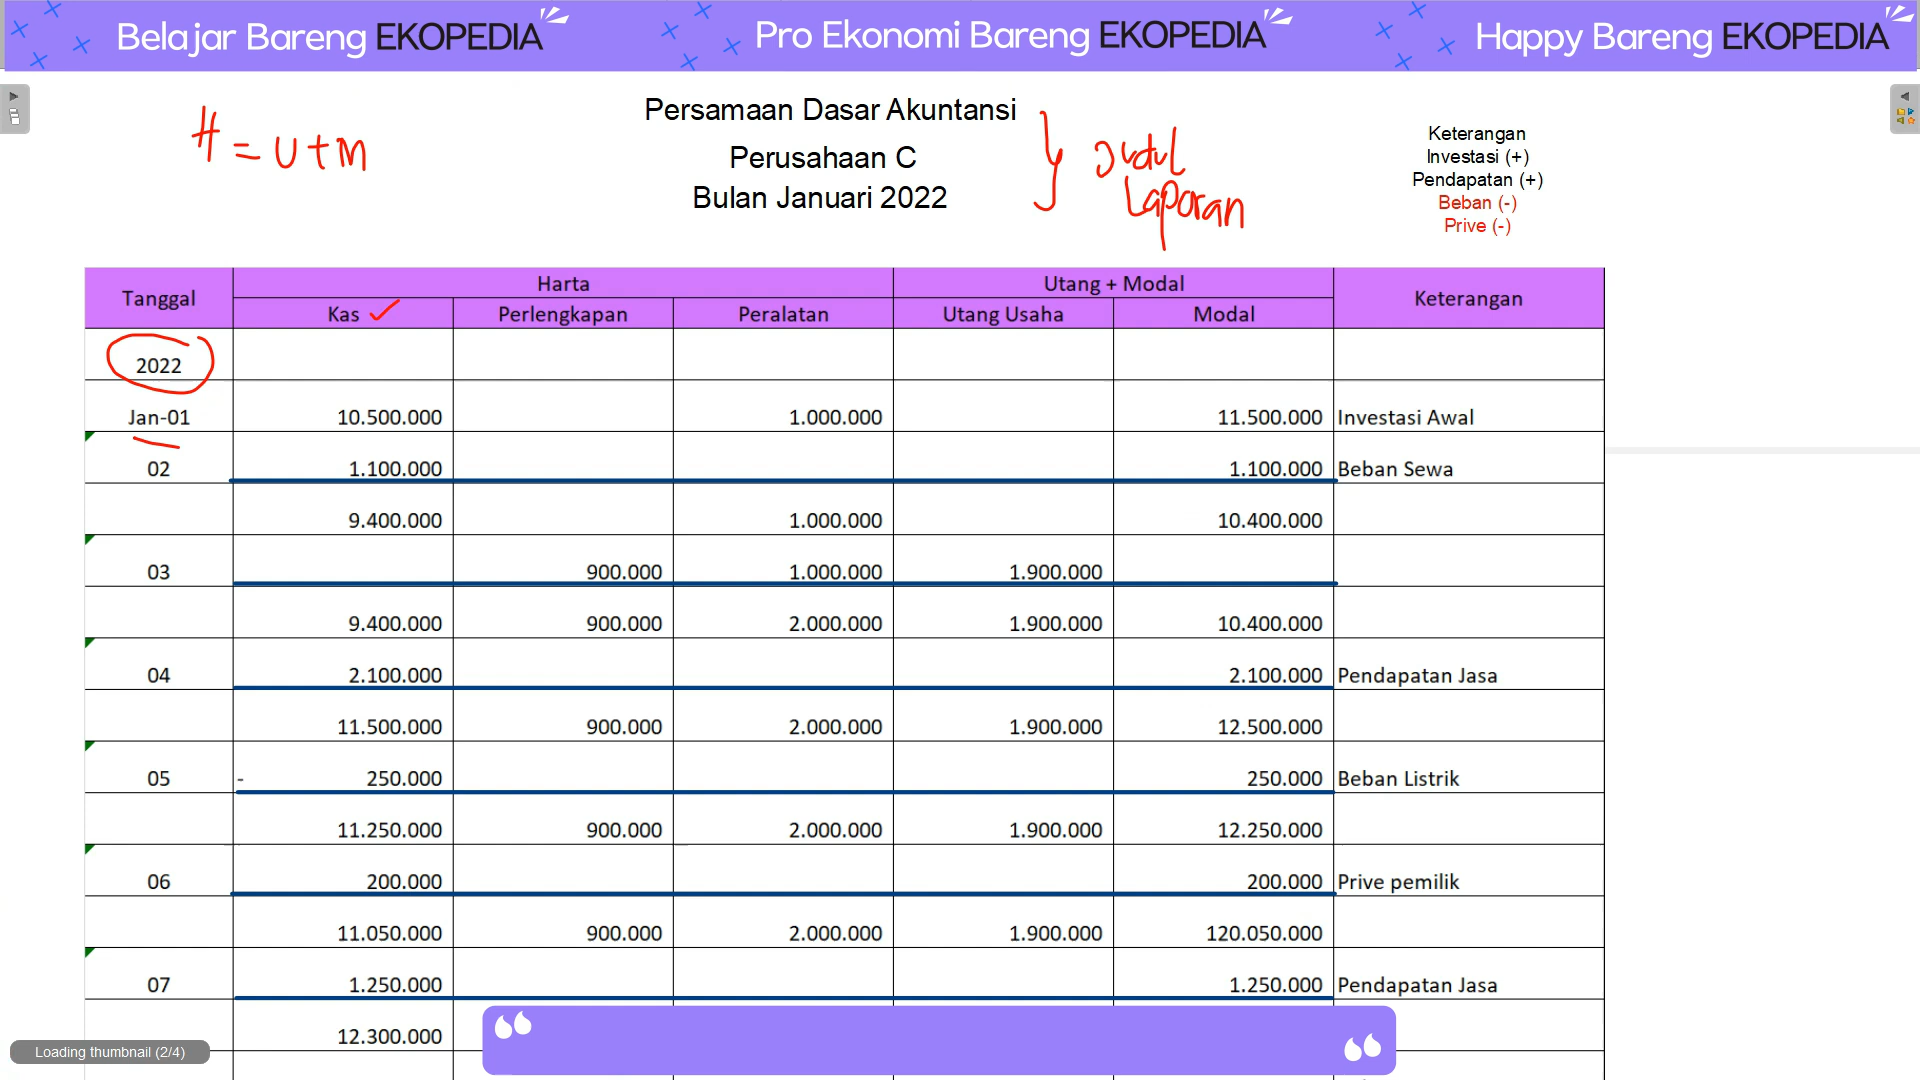 Belajar Bareng EKOPEDIA
Pro Ekonomi Bareng EKOPEDIA
Happy Bareng EKOPEDIA
H = U + M
Persamaan Dasar Akuntansi
Perusahaan C
Bulan Januari 2022
Judul
Laporan
Keterangan
Investasi (+)
Pendapatan (+)
Beban (-)
Prive (-)
Tanggal Harta Utang + Modal Keterangan
Kas Perlengkapan Peralatan Utang Usaha Modal
2022
Jan-01 10.500.000 1.000.000 11.500.000 Investasi Awal
02 1.100.000 1.100.000 Beban Sewa
9.400.000 1.000.000 10.400.000
03 900.000 1.000.000 1.900.000
9.400.000 900.000 2.000.000 1.900.000 10.400.000
04 2.100.000 2.100.000 Pendapatan Jasa
11.500.000 900.000 2.000.000 1.900.000 12.500.000
05 - 250.000 250.000 Beban Listrik
11.250.000 900.000 2.000.000 1.900.000 12.250.000
06 200.000 200.000 Prive pemilik
11.050.000 900.000 2.000.000 1.900.000 120.050.000
07 1.250.000 1.250.000 Pendapatan Jasa
12.300.000
Loading thumbnail (2/4)